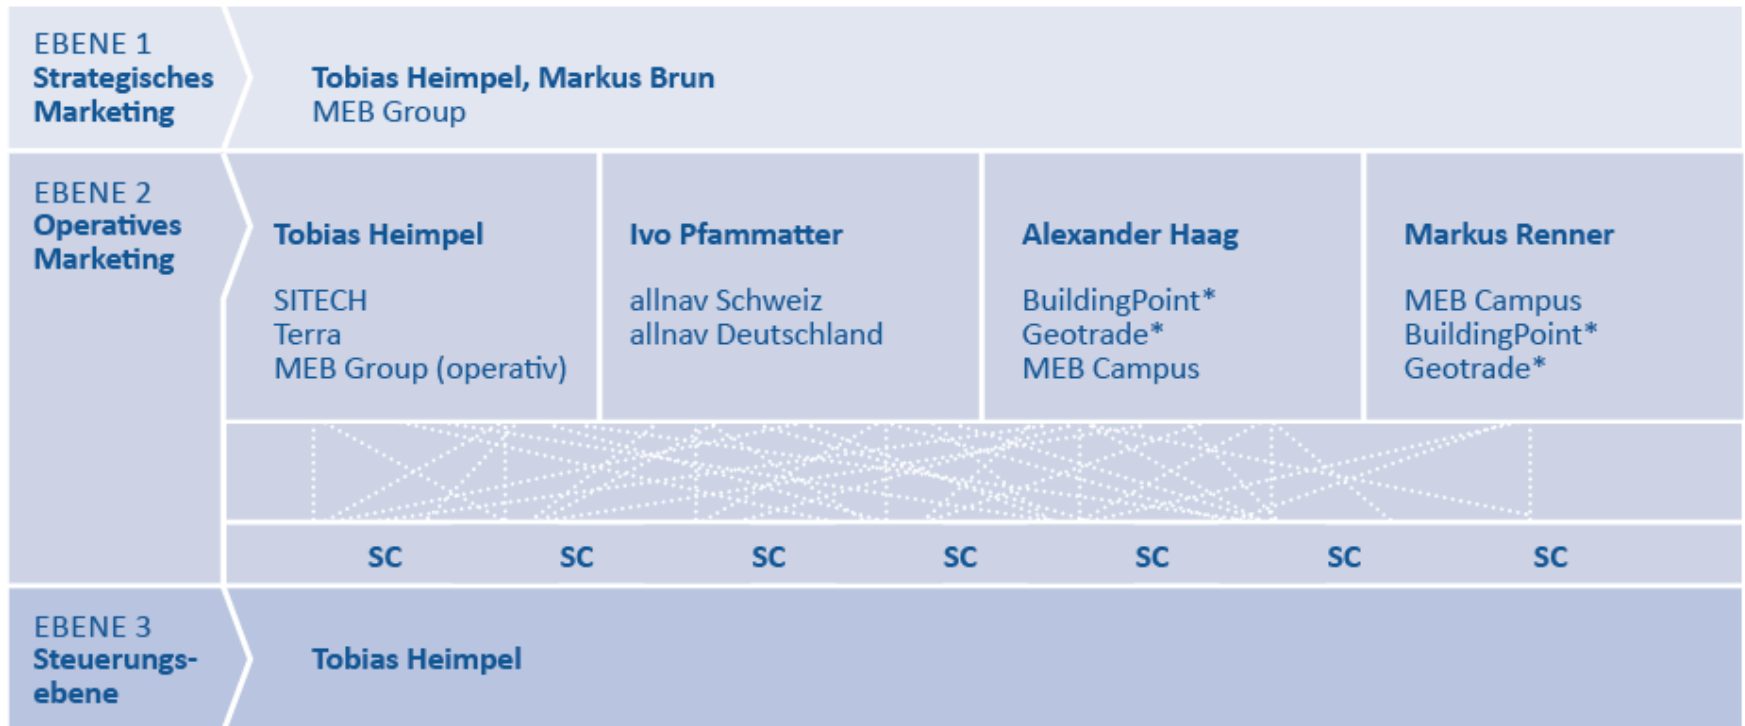 EBENE 1
Strategisches
Marketing
Tobias Heimpel, Markus Brun
MEB Group
EBENE 2
Operatives
Marketing
Tobias Heimpel
SITECH
Terra
MEB Group (operativ)
Ivo Pfammatter
allnav Schweiz
allnav Deutschland
Alexander Haag
BuildingPoint*
Geotrade*
MEB Campus
Markus Renner
MEB Campus
BuildingPoint*
Geotrade*
SC SC SC SC SC SC SC
EBENE 3
Steuerungs-
ebene
Tobias Heimpel